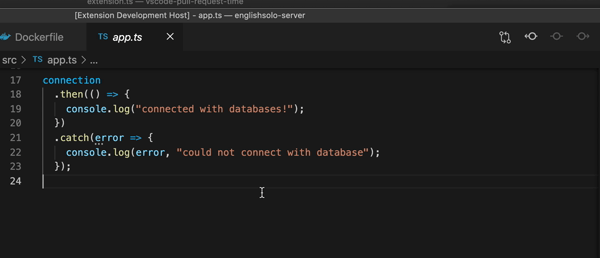 extension.ts — vscode-pull-request-time
[Extension Development Host] - app.ts — englishsolo-server
Dockerfile
TS app.ts ×
src > TS app.ts > ...
17 connection
18 .then(() => {
19 console.log("connected with databases!");
20 })
21 .catch(error => {
22 console.log(error, "could not connect with database");
23 });
24